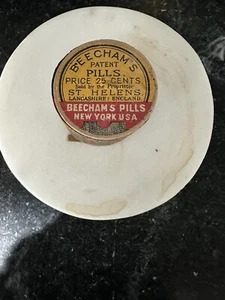 BEECHAM'S
PATENT
PILLS.
PRICE 25 CENTS
Sold by the Proprietor
ST HELENS,
LANCASHIRE, ENGLAND.
BEECHAM'S PILLS
NEW YORK USA